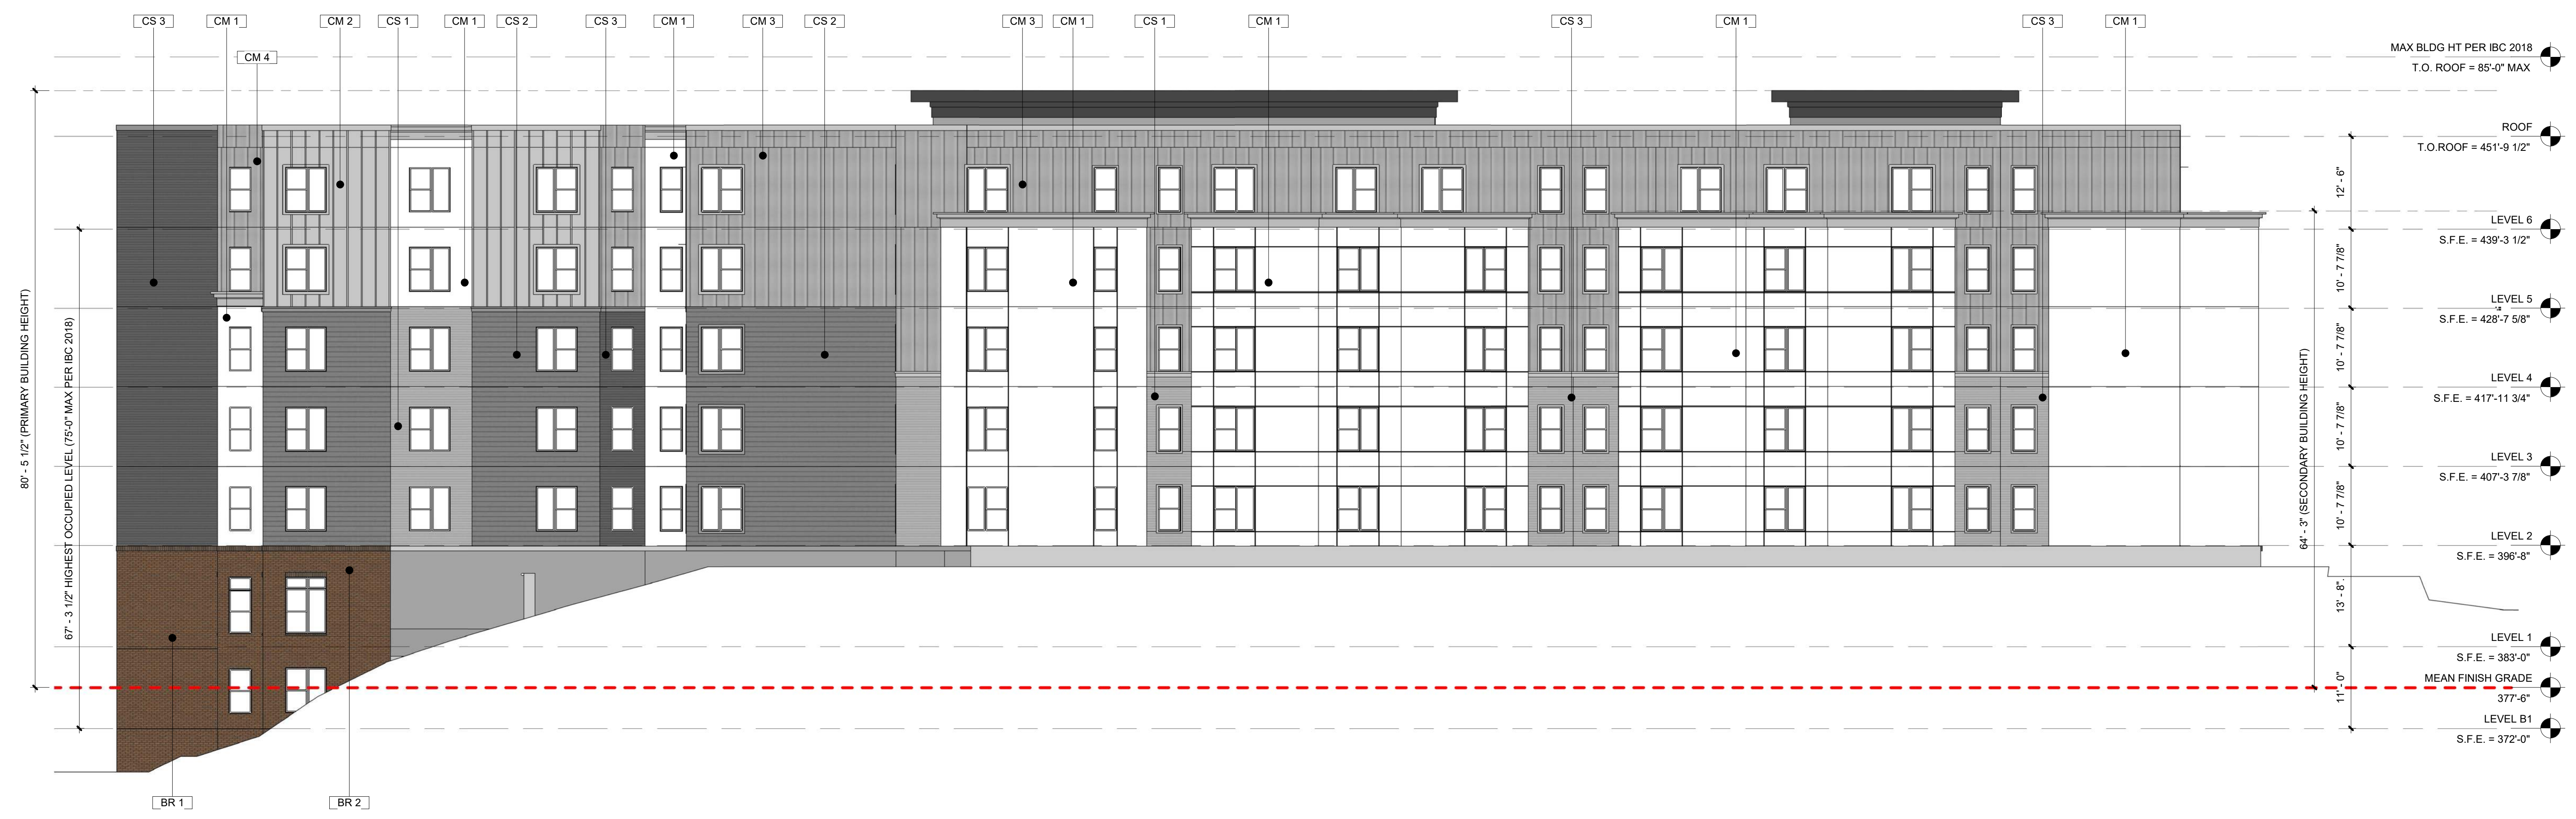 CS 3
CM 1
CM 2
CS 1
CM 1
CS 2
CS 3
CM 1
CM 3
CS 2
CM 3
CM 1
CS 1
CM 1
CS 3
CM 1
CS 3
CM 1
CM 4
MAX BLDG HT PER IBC 2018
T.O. ROOF = 85'-0" MAX
ROOF
T.O.ROOF = 451'-9 1/2"
LEVEL 6
S.F.E. = 439'-3 1/2"
LEVEL 5
S.F.E. = 428'-7 5/8"
LEVEL 4
S.F.E. = 417'-11 3/4"
LEVEL 3
S.F.E. = 407'-3 7/8"
LEVEL 2
S.F.E. = 396'-8"
LEVEL 1
S.F.E. = 383'-0"
MEAN FINISH GRADE
377'-6"
LEVEL B1
S.F.E. = 372'-0"
80' - 5 1/2" (PRIMARY BUILDING HEIGHT)
67' - 3 1/2" HIGHEST OCCUPIED LEVEL (75'-0" MAX PER IBC 2018)
64' - 3" (SECONDARY BUILDING HEIGHT)
12' - 6"
10' - 7 7/8"
10' - 7 7/8"
10' - 7 7/8"
10' - 7 7/8"
13' - 8"
11' - 0"
BR 1
BR 2